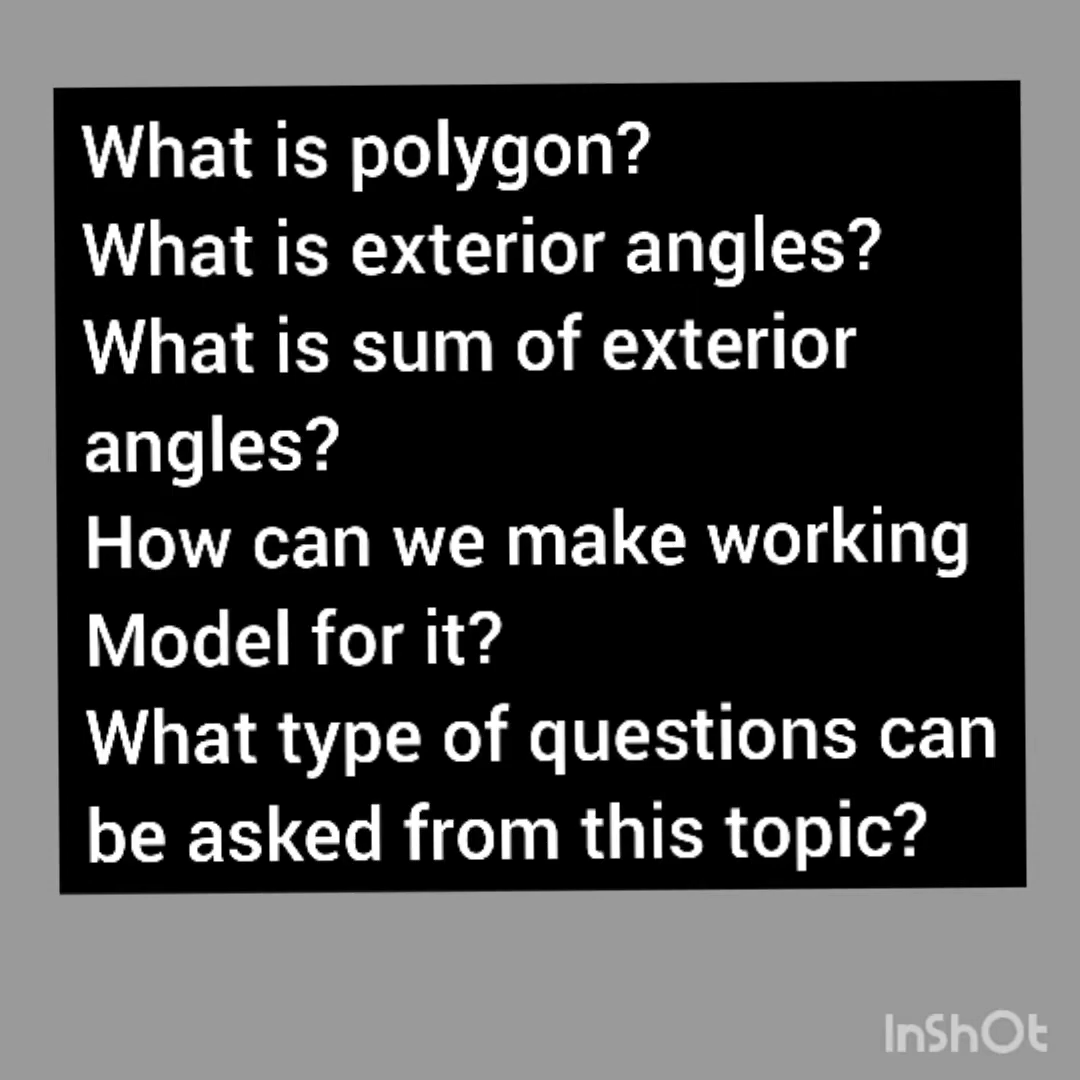 What is polygon?
What is exterior angles?
What is sum of exterior
angles?
How can we make working
Model for it?
What type of questions can
be asked from this topic?
InShOt